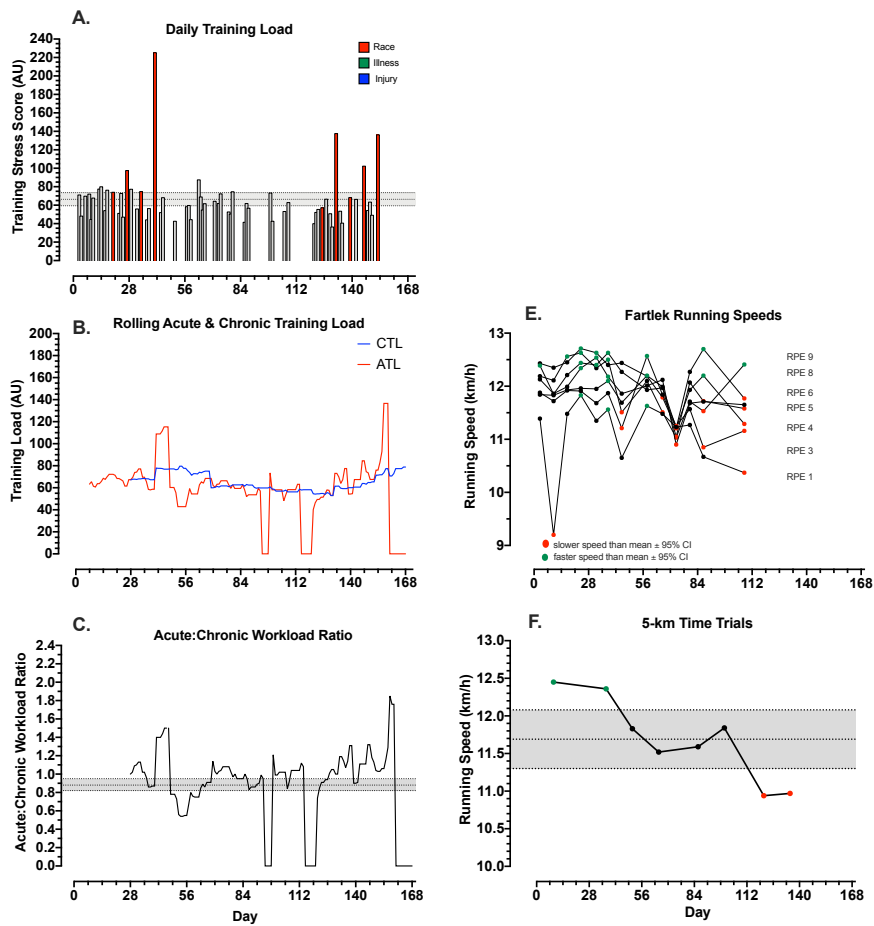 A.
Daily Training Load
Training Stress Score (AU)
240
220
200
180
160
140
120
100
80
60
40
20
0
Race
Illness
Injury
0 28 56 84 112 140 168
B.
Rolling Acute & Chronic Training Load
Training Load (AU)
200
180
160
140
120
100
80
60
40
20
0
CTL
ATL
0 28 56 84 112 140 168
E.
Fartlek Running Speeds
Running Speed (km/h)
13
12
11
10
9
RPE 9
RPE 8
RPE 6
RPE 5
RPE 4
RPE 3
RPE 1
slower speed than mean ± 95% CI
faster speed than mean ± 95% CI
0 28 56 84 112 140 168
C.
Acute:Chronic Workload Ratio
Acute:Chronic Workload Ratio
2.4
2.2
2.0
1.8
1.6
1.4
1.2
1.0
0.8
0.6
0.4
0.2
0.0
0 28 56 84 112 140 168
Day
F.
5-km Time Trials
Running Speed (km/h)
13.0
12.5
12.0
11.5
11.0
10.5
10.0
0 28 56 84 112 140 168
Day